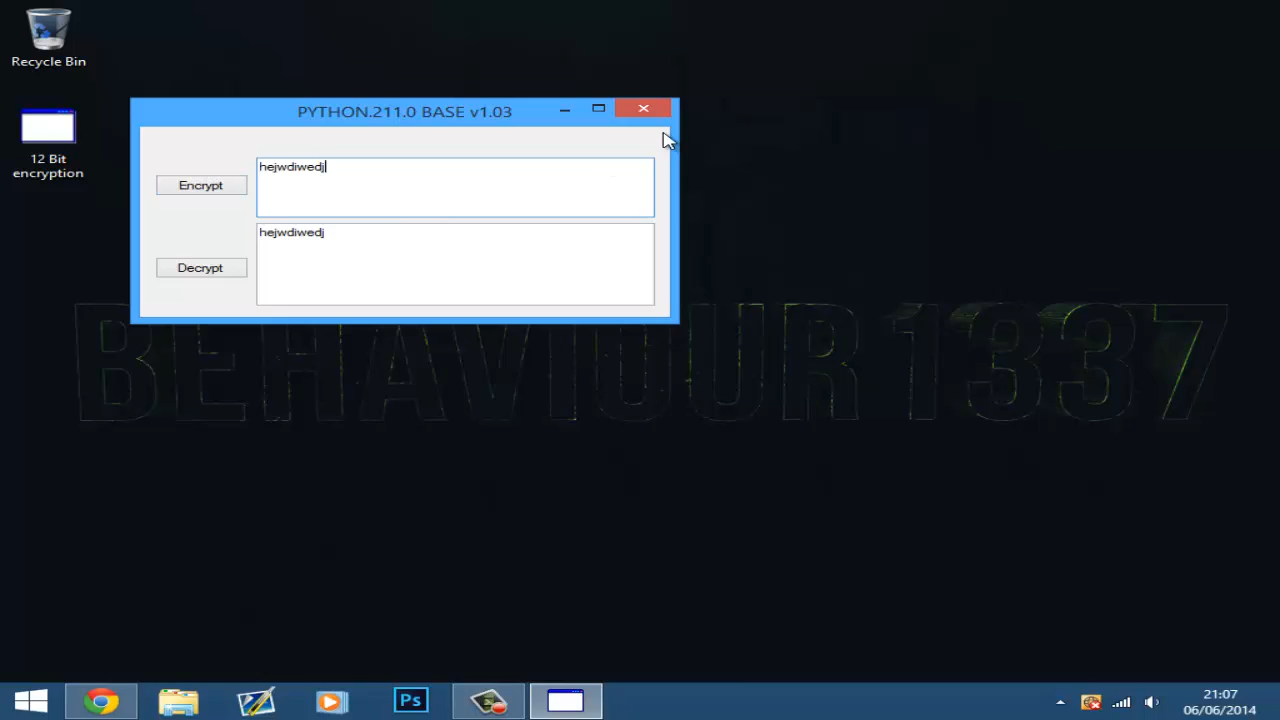 Recycle Bin
12 Bit
encryption
PYTHON.211.0 BASE v1.03
Encrypt
hejwdiwedj
Decrypt
hejwdiwedj
BEHAVIOUR 1337
Ps
21:07
06/06/2014